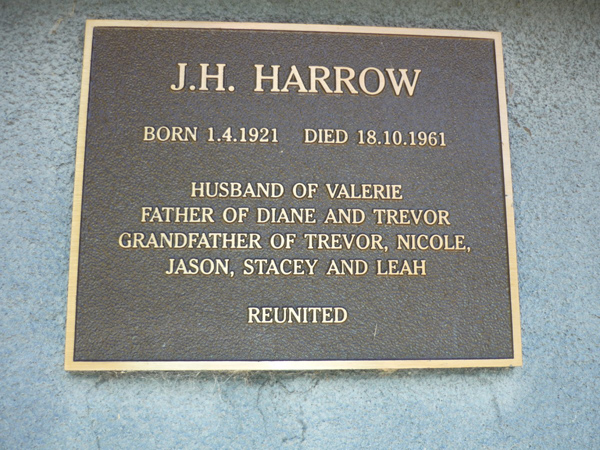 J.H. HARROW
BORN 1.4.1921 DIED 18.10.1961
HUSBAND OF VALERIE
FATHER OF DIANE AND TREVOR
GRANDFATHER OF TREVOR, NICOLE,
JASON, STACEY AND LEAH
REUNITED